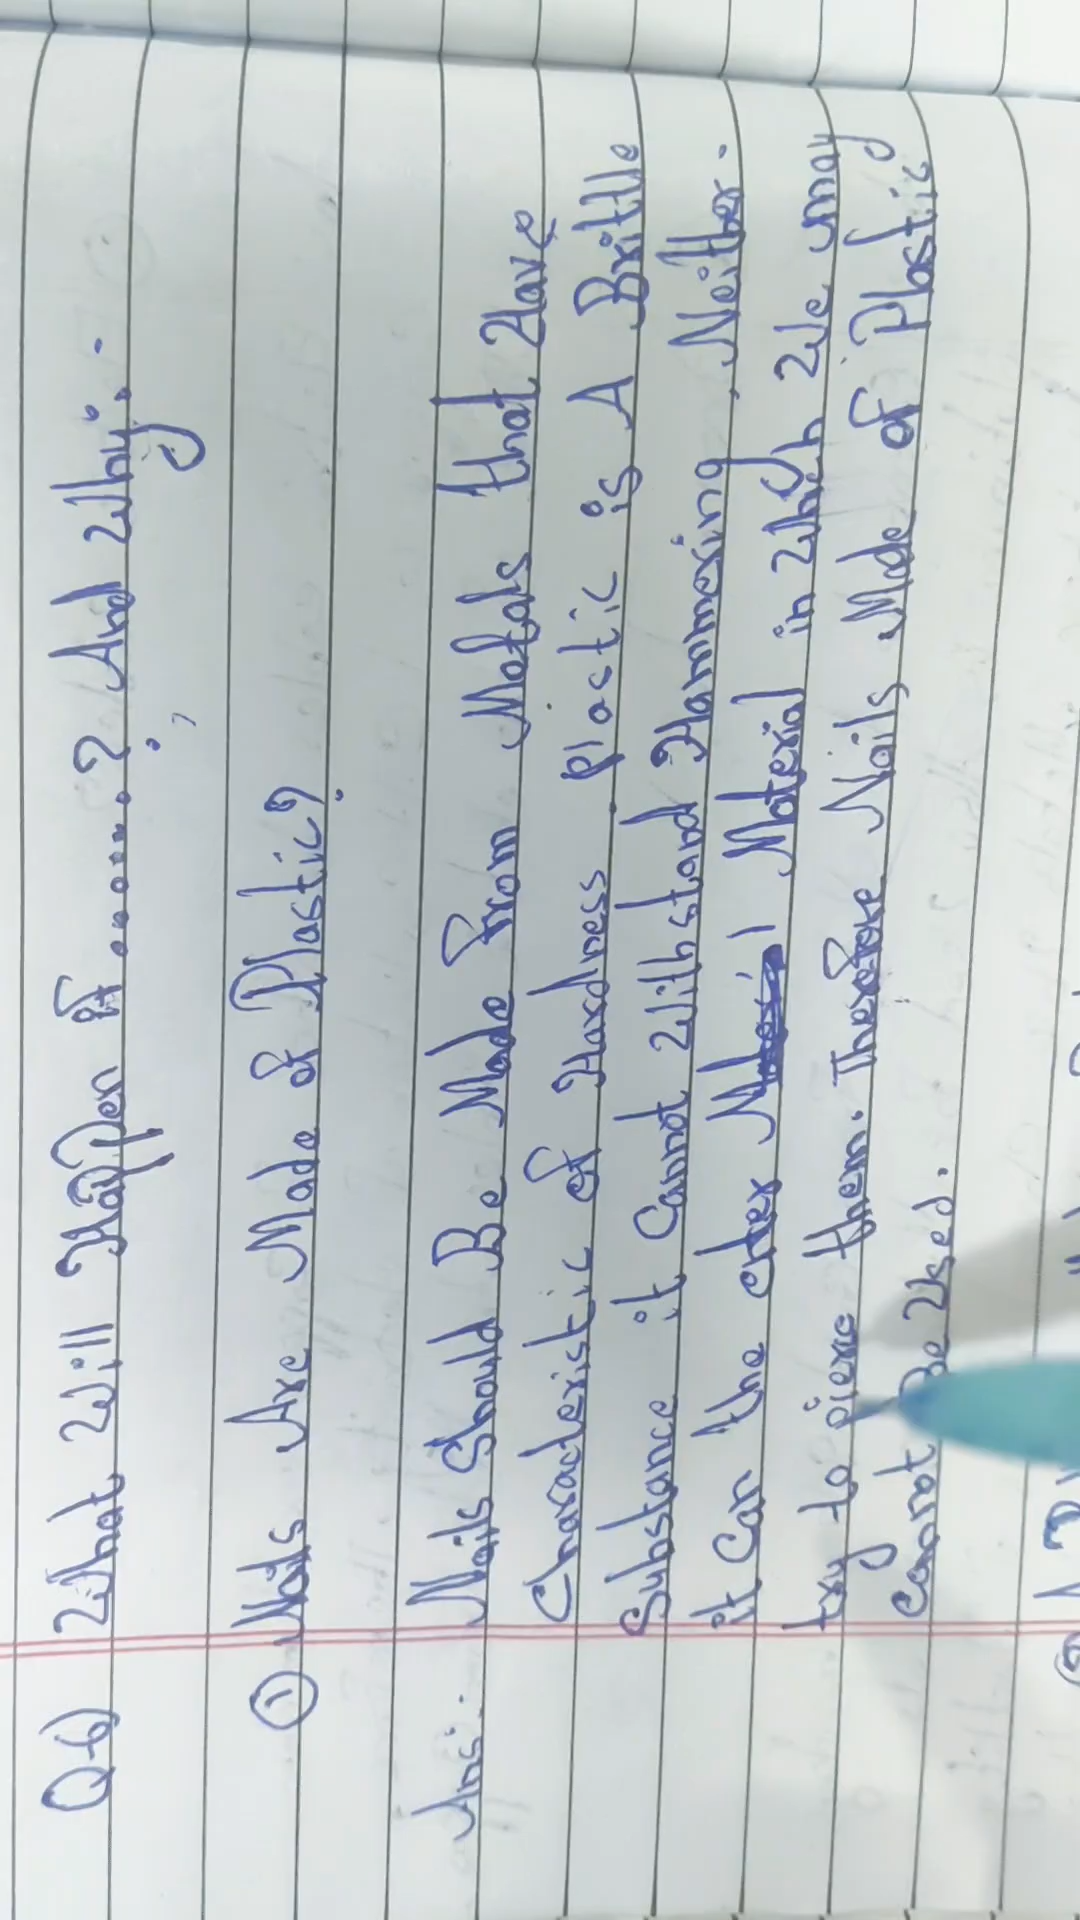 Q-6) What Will Happen if ........? And Why:-
① Nails Are Made of Plastic?
Ans:- Nails Should Be Made from Metals that Have
Characteristic of Hardness. Plastic is A Brittle
Substance it Cannot Withstand Hammering, Neither.
it Can the enter Material in Which We may
try to pierc them. Therefore Nails Made of Plastic
Cannot Be Used.